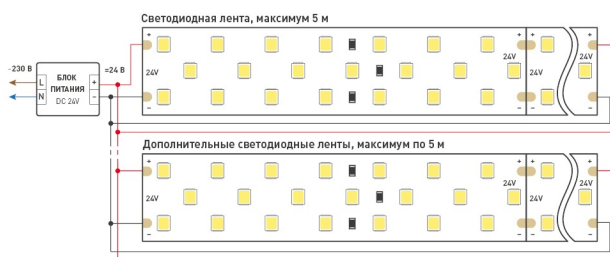 Светодиодная лента, максимум 5 м
~230 В
=24 В
L
N
БЛОК
ПИТАНИЯ
DC 24V
+
-
+
24V
-
+
24V
-
+
24V
-
Дополнительные светодиодные ленты, максимум по 5 м
+
24V
-
+
24V
-
+
24V
-